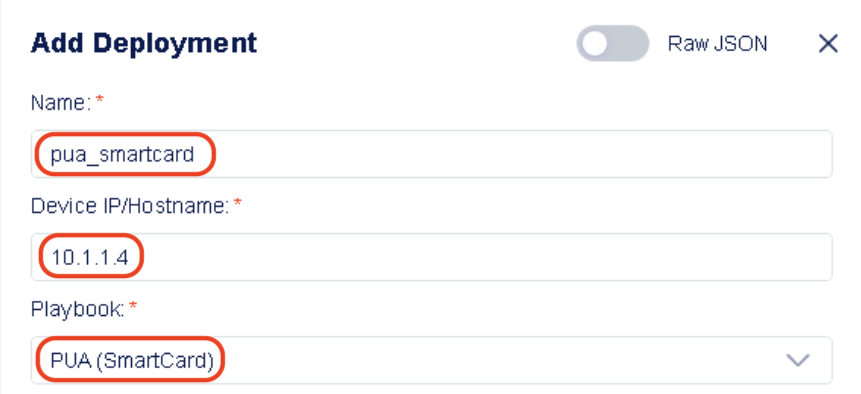 Add Deployment Raw JSON
Name: *
pua_smartcard
Device IP/Hostname: *
10.1.1.4
Playbook: *
PUA (SmartCard)